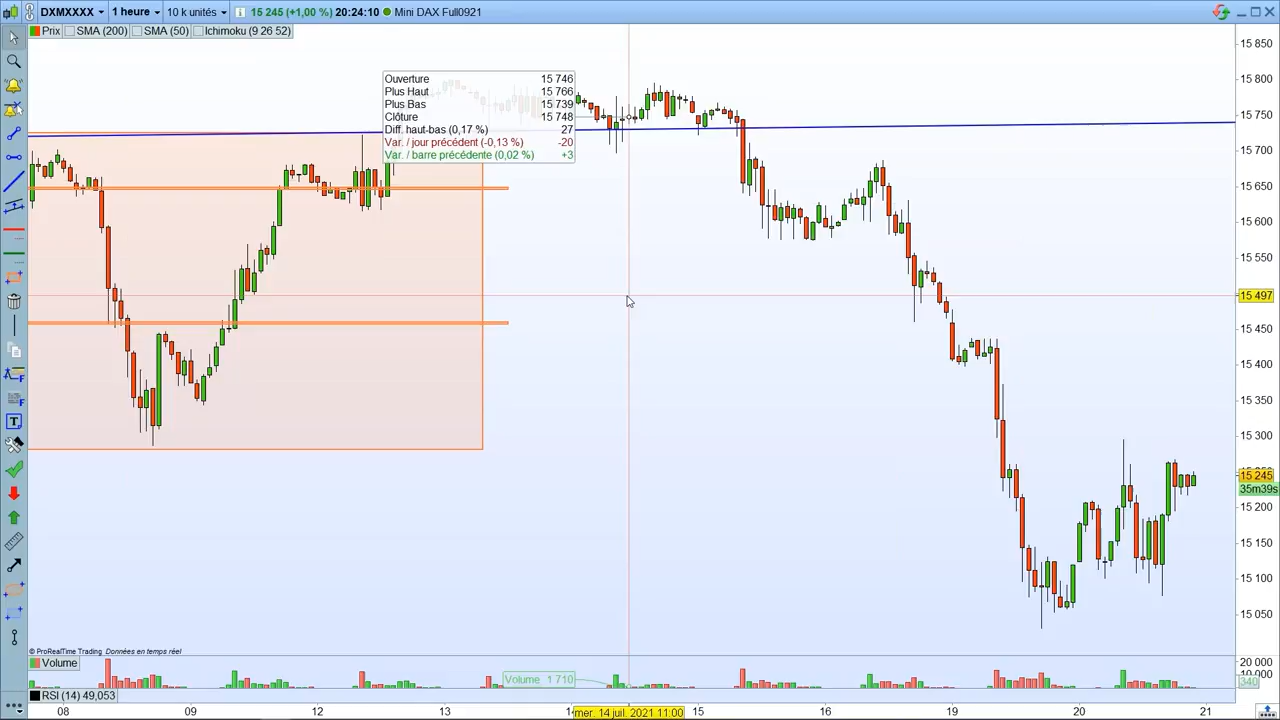 DXMXXXX 1 heure 10 k unités 15 245 (+1,00 %) 20:24:10 Mini DAX Full0921
Prix SMA (200) SMA (50) Ichimoku (9 26 52)
Ouverture 15 746
Plus Haut 15 766
Plus Bas 15 739
Clôture 15 748
Diff. haut-bas (0,17 %) 27
Var. / jour précédent (-0,13 %) -20
Var. / barre précédente (0,02 %) +3
15 850
15 800
15 750
15 700
15 650
15 600
15 550
15 497
15 450
15 400
15 350
15 300
15 245
35m39s
15 200
15 150
15 100
15 050
© ProRealTime Trading Données en temps réel
Volume
Volume 1 710
20 000
10 000
340
RSI (14) 49,053
08 09 12 13 mer. 14 juil. 2021 11:00 15 16 19 20 21